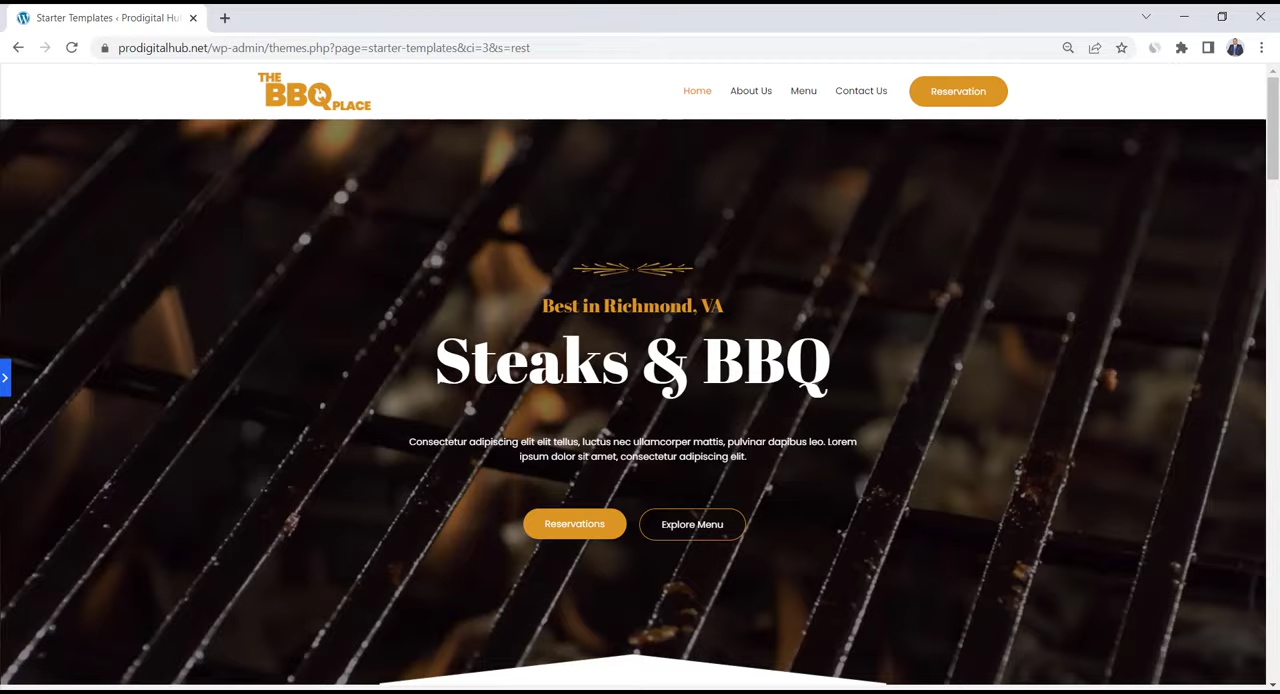 Starter Templates ‹ Prodigital Hu
prodigitalhub.net/wp-admin/themes.php?page=starter-templates&ci=3&s=rest
THE
BBQ
PLACE
Home
About Us
Menu
Contact Us
Reservation
Best in Richmond, VA
Steaks & BBQ
Consectetur adipiscing elit elit tellus, luctus nec ullamcorper mattis, pulvinar dapibus leo. Lorem
ipsum dolor sit amet, consectetur adipiscing elit.
Reservations
Explore Menu